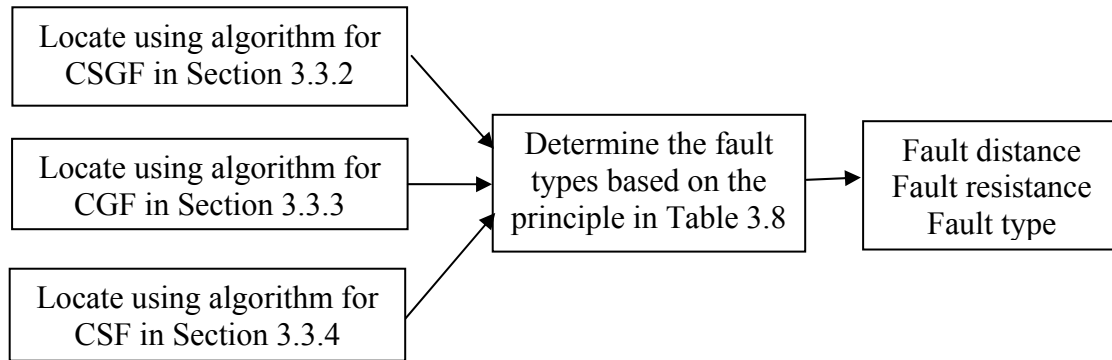 Locate using algorithm for
CSGF in Section 3.3.2
Locate using algorithm for
CGF in Section 3.3.3
Locate using algorithm for
CSF in Section 3.3.4
Determine the fault
types based on the
principle in Table 3.8
Fault distance
Fault resistance
Fault type